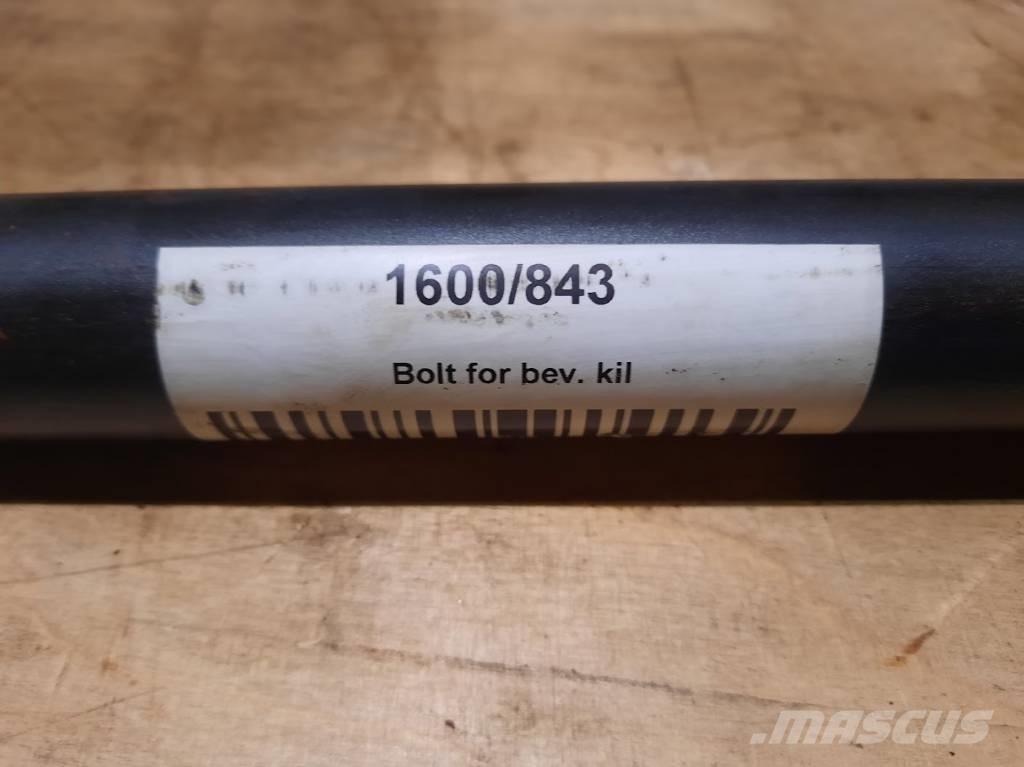 1600/843
Bolt for bev. kil
MASCUS